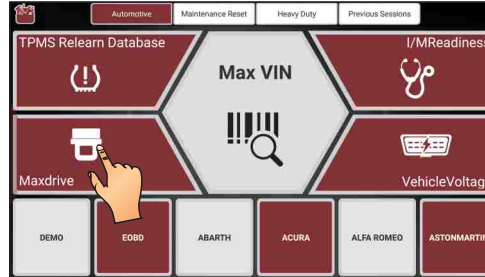 Automotive
Maintenance Reset
Heavy Duty
Previous Sessions
TPMS Relearn Database
I/MReadiness
Max VIN
Maxdrive
VehicleVoltag
DEMO
EOBD
ABARTH
ACURA
ALFA ROMEO
ASTONMARTIN